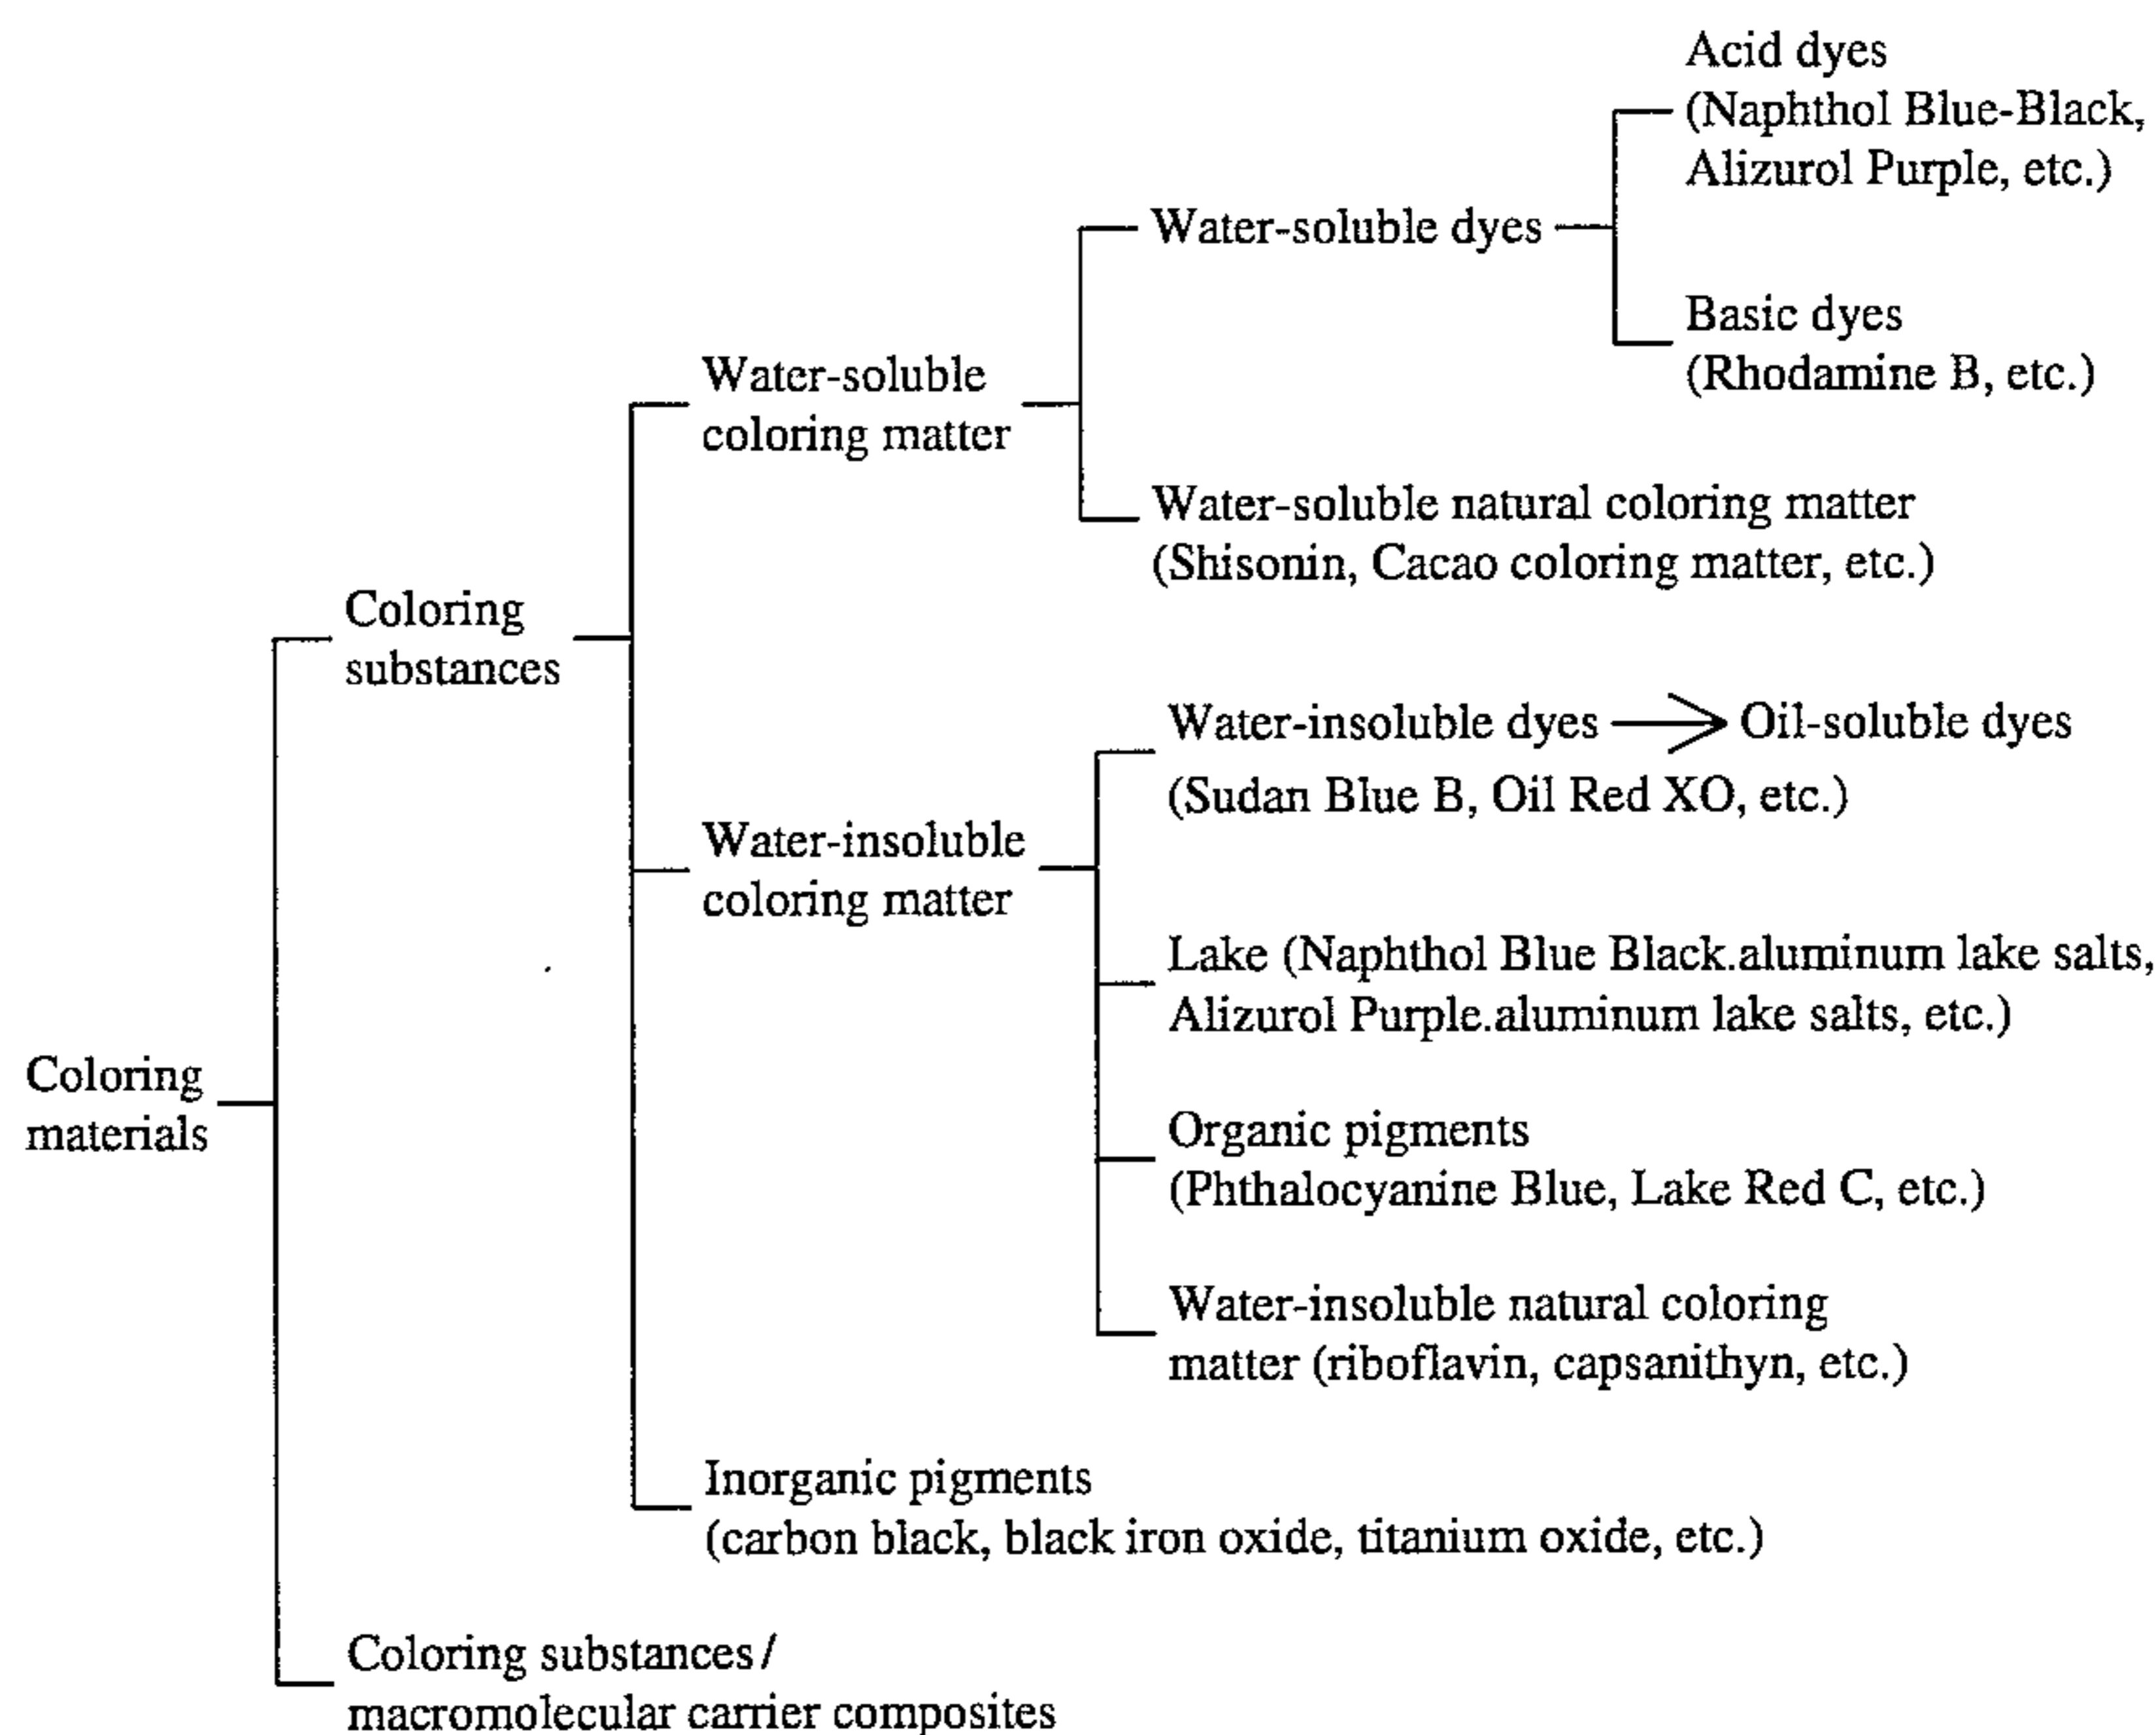 Acid dyes
(Naphthol Blue-Black,
Alizurol Purple, etc.)
Water-soluble dyes
Basic dyes
(Rhodamine B, etc.)
Water-soluble
coloring matter
Water-soluble natural coloring matter
(Shisonin, Cacao coloring matter, etc.)
Coloring
substances
Water-insoluble dyes → Oil-soluble dyes
(Sudan Blue B, Oil Red XO, etc.)
Water-insoluble
coloring matter
Lake (Naphthol Blue Black.aluminum lake salts,
Alizurol Purple.aluminum lake salts, etc.)
Coloring
materials
Organic pigments
(Phthalocyanine Blue, Lake Red C, etc.)
Water-insoluble natural coloring
matter (riboflavin, capsanithyn, etc.)
Inorganic pigments
(carbon black, black iron oxide, titanium oxide, etc.)
Coloring substances/
macromolecular carrier composites